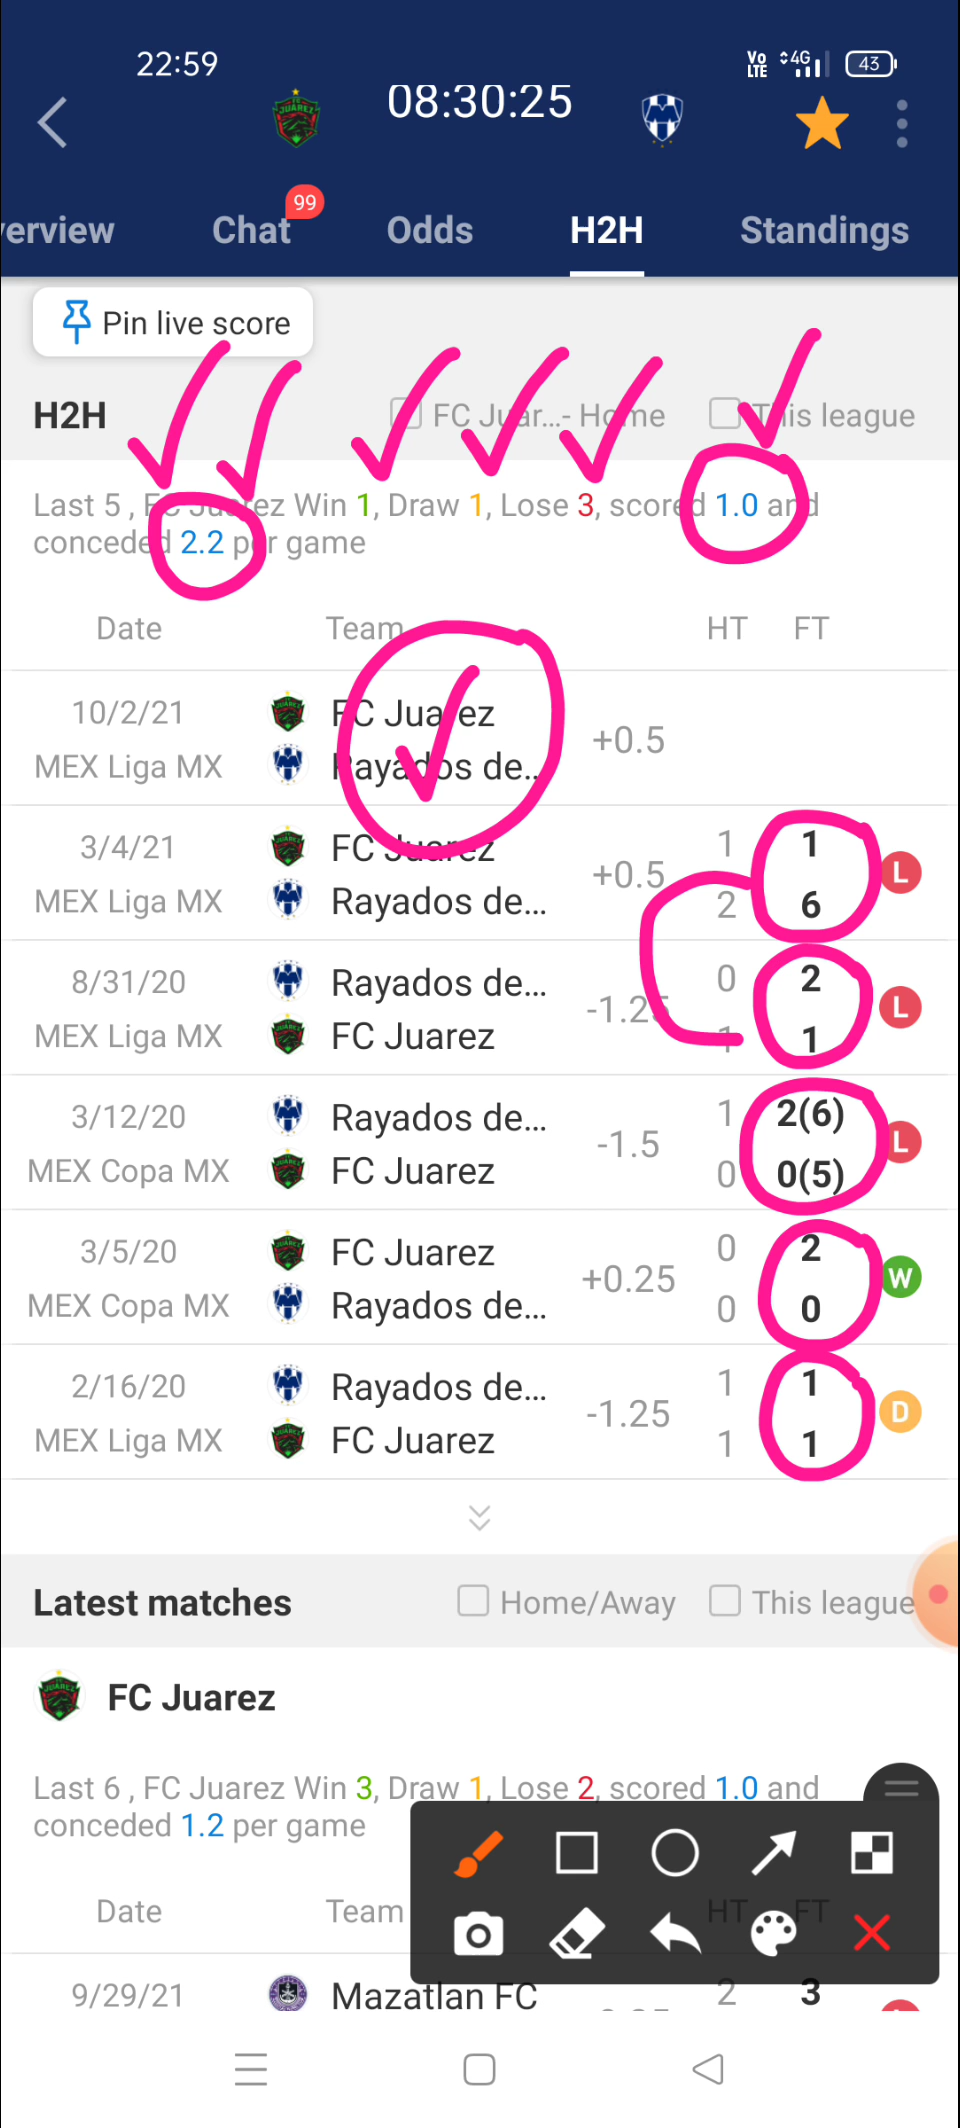 22:59
Vo LTE 4G 43
08:30:25
verview Chat 99 Odds H2H Standings
Pin live score
H2H FC Juar...- Home This league
Last 5 , FC Juarez Win 1, Draw 1, Lose 3, scored 1.0 and
conceded 2.2 per game
Date Team HT FT
10/2/21 FC Juarez
MEX Liga MX Rayados de... +0.5
3/4/21 FC Juarez 1 1
MEX Liga MX Rayados de... +0.5 2 6 L
8/31/20 Rayados de... 0 2
MEX Liga MX FC Juarez -1.25 1 1 L
3/12/20 Rayados de... 1 2(6)
MEX Copa MX FC Juarez -1.5 0 0(5) L
3/5/20 FC Juarez 0 2
MEX Copa MX Rayados de... +0.25 0 0 W
2/16/20 Rayados de... 1 1
MEX Liga MX FC Juarez -1.25 1 1 D
Latest matches Home/Away This league
FC Juarez
Last 6 , FC Juarez Win 3, Draw 1, Lose 2, scored 1.0 and
conceded 1.2 per game
Date Team HT FT
9/29/21 Mazatlan FC 2 3